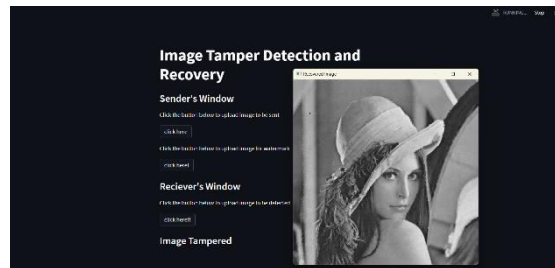 Stop
Image Tamper Detection and
Recovery
Recovered Image
Sender's Window
Click the button below to upload image to be sent
click here
Click the button below to upload image for watermark
click here!
Reciever's Window
Click the button below to upload image to be detected
click here!!
Image Tampered